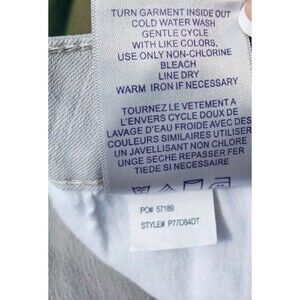 TURN GARMENT INSIDE OUT
COLD WATER WASH
GENTLE CYCLE
WITH LIKE COLORS,
USE ONLY NON-CHLORINE
BLEACH
LINE DRY
WARM IRON IF NECESSARY
TOURNEZ LE VETEMENT A
L'ENVERS CYCLE DOUX DE
LAVAGE D'EAU FROIDE AVEC DES
COULEURS SIMILAIRES UTILISER
UN JAVELLISANT NON CHLORE
LINGE SECHE REPASSER FER
TIEDE SI NECESSAIRE
PO# 57189
STYLE# P77D84DT